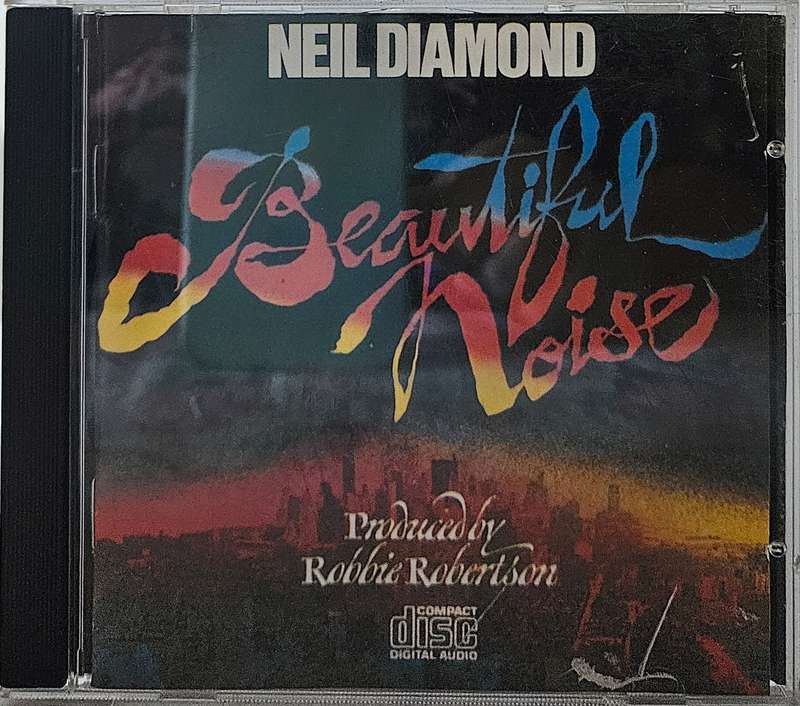 NEIL DIAMOND
Beautiful
Noise
Produced by
Robbie Robertson
COMPACT
disc
DIGITAL AUDIO